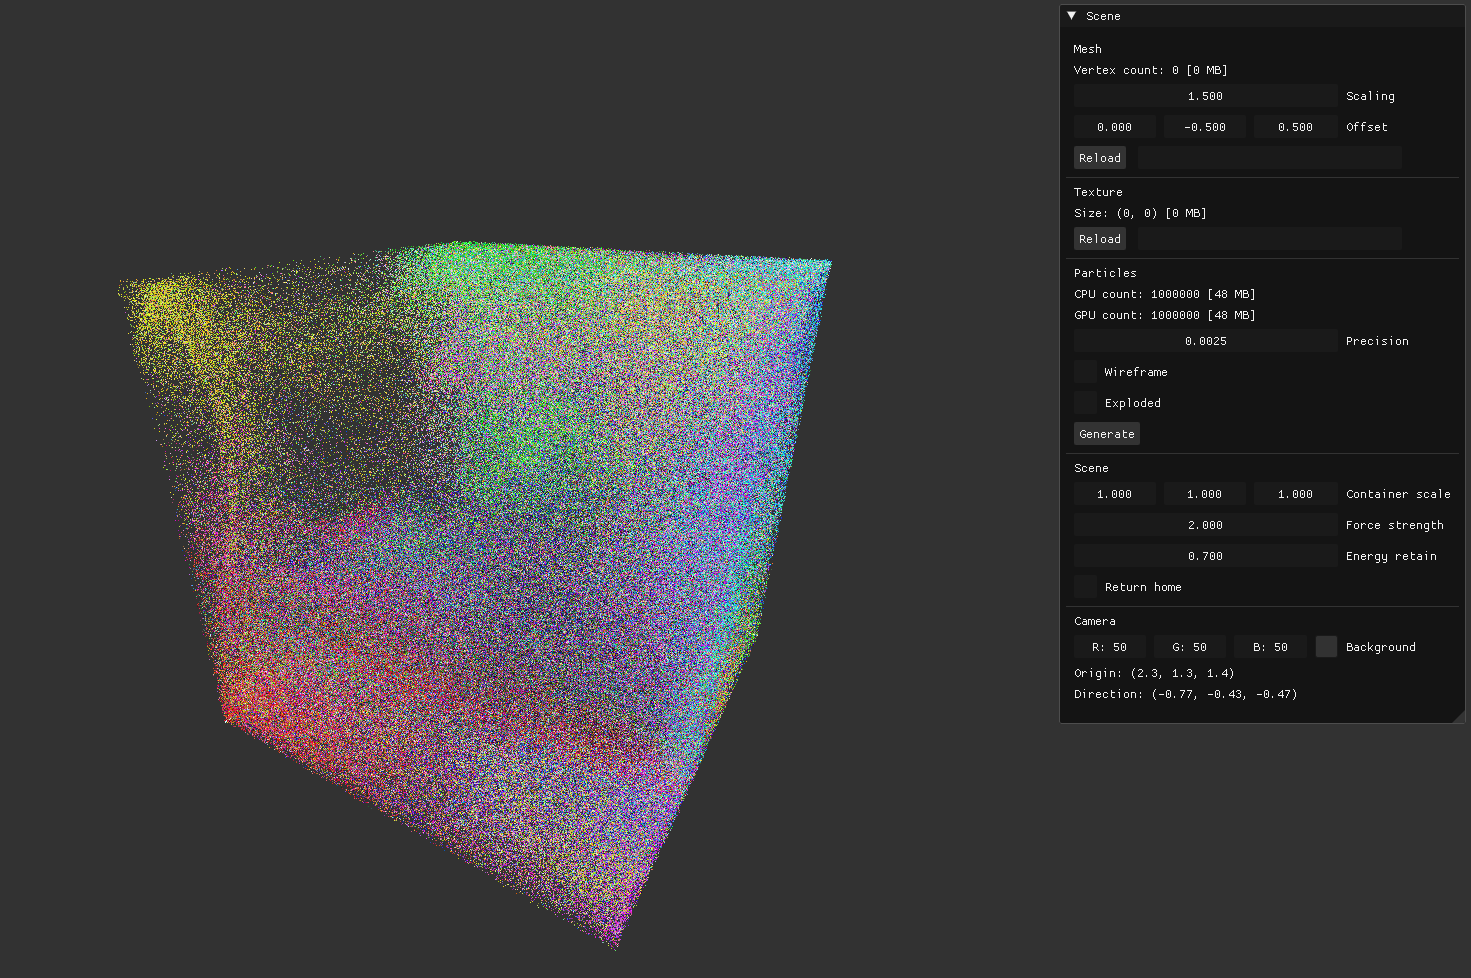 Scene
Mesh
Vertex count: 0 [0 MB]
1.500 Scaling
0.000 -0.500 0.500 Offset
Reload
Texture
Size: (0, 0) [0 MB]
Reload
Particles
CPU count: 1000000 [48 MB]
GPU count: 1000000 [48 MB]
0.0025 Precision
Wireframe
Exploded
Generate
Scene
1.000 1.000 1.000 Container scale
2.000 Force strength
0.700 Energy retain
Return home
Camera
R: 50 G: 50 B: 50 Background
Origin: (2.3, 1.3, 1.4)
Direction: (-0.77, -0.43, -0.47)